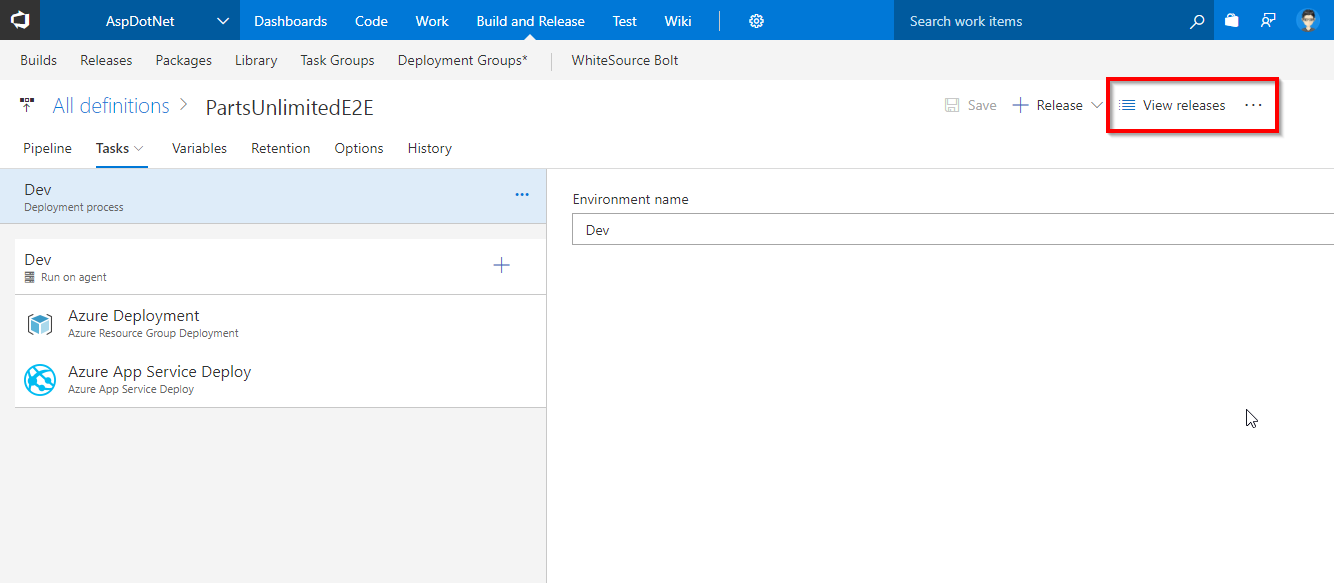 AspDotNet Dashboards Code Work Build and Release Test Wiki Search work items
Builds Releases Packages Library Task Groups Deployment Groups* WhiteSource Bolt
All definitions > PartsUnlimitedE2E Save + Release View releases ...
Pipeline Tasks Variables Retention Options History
Dev
Deployment process
...
Environment name
Dev
Dev
Run on agent
+
Azure Deployment
Azure Resource Group Deployment
Azure App Service Deploy
Azure App Service Deploy